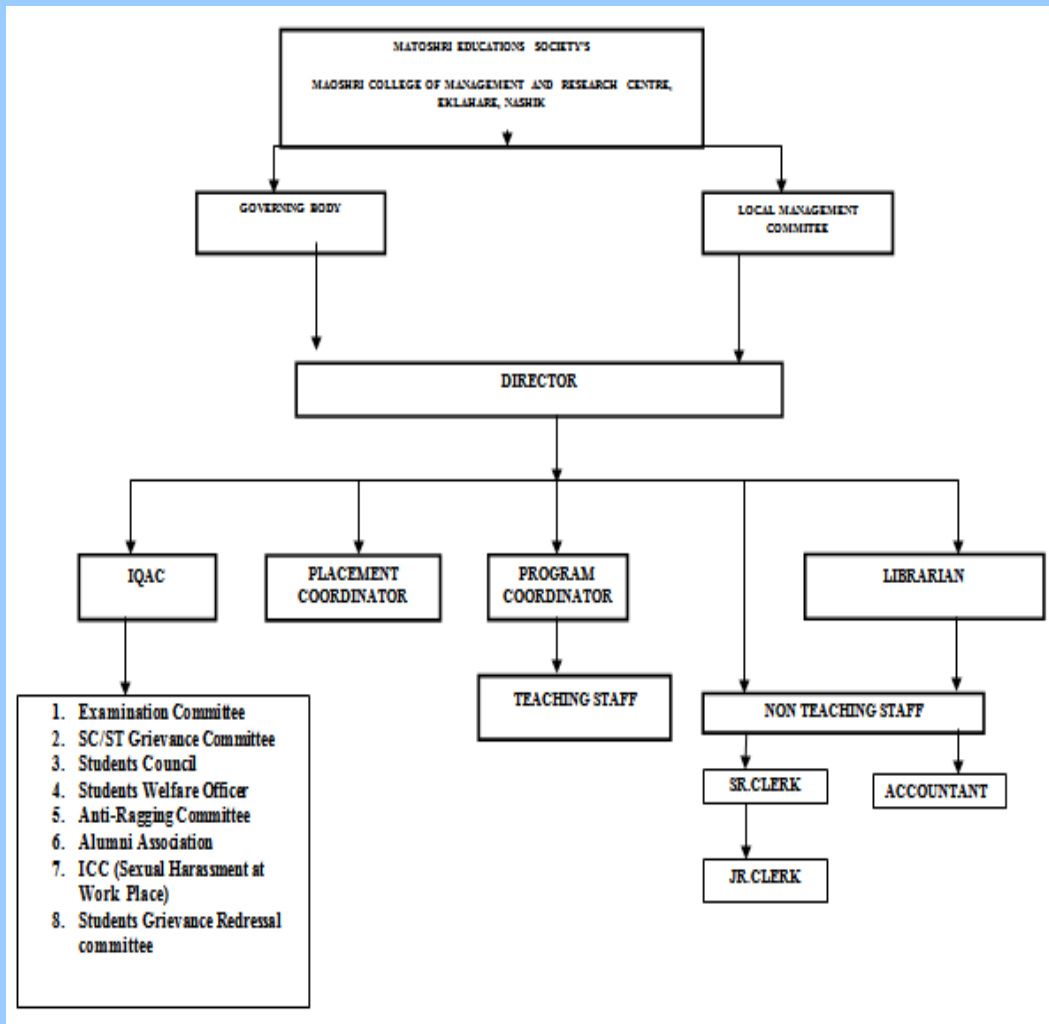 MATOSHRI EDUCATIONS SOCIETY'S
MAOSHRI COLLEGE OF MANAGEMENT AND RESEARCH CENTRE,
EKLAHARE, NASHIK
GOVERNING BODY
LOCAL MANAGEMENT
COMMITEE
DIRECTOR
IQAC
PLACEMENT
COORDINATOR
PROGRAM
COORDINATOR
LIBRARIAN
TEACHING STAFF
NON TEACHING STAFF
SR.CLERK
ACCOUNTANT
JR.CLERK
1. Examination Committee
2. SC/ST Grievance Committee
3. Students Council
4. Students Welfare Officer
5. Anti-Ragging Committee
6. Alumni Association
7. ICC (Sexual Harassment at
Work Place)
8. Students Grievance Redressal
committee